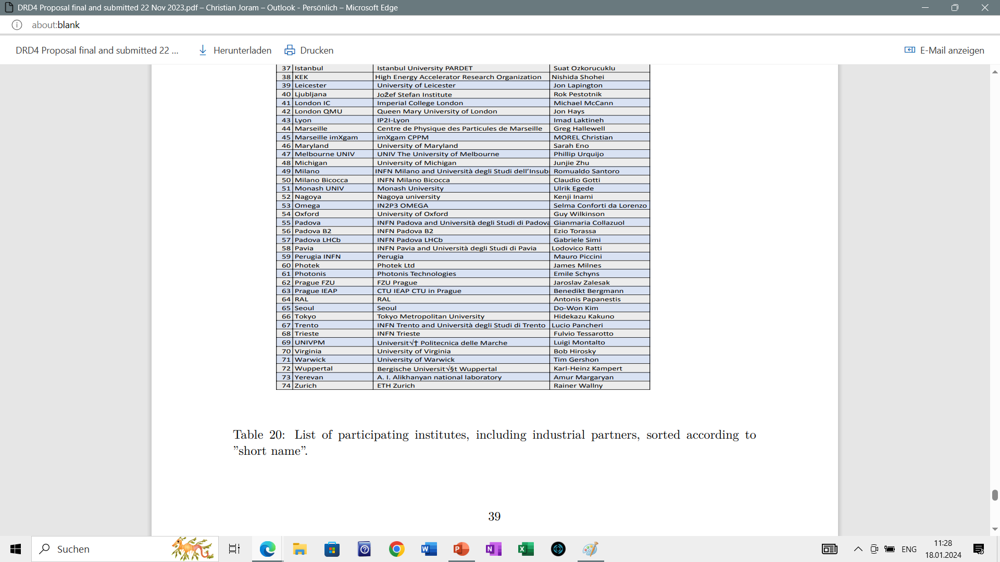 DRD4 Proposal final and submitted 22 Nov 2023.pdf – Christian Joram – Outlook - Persönlich – Microsoft Edge
about:blank
DRD4 Proposal final and submitted 22 ... Herunterladen Drucken E-Mail anzeigen
37 Istanbul Istanbul University PARDET Suat Ozkorucuklu
38 KEK High Energy Accelerator Research Organization Nishida Shohei
39 Leicester University of Leicester Jon Lapington
40 Ljubljana Jožef Stefan Institute Rok Pestotnik
41 London IC Imperial College London Michael McCann
42 London QMU Queen Mary University of London Jon Hays
43 Lyon IP2I-Lyon Imad Laktineh
44 Marseille Centre de Physique des Particules de Marseille Greg Hallewell
45 Marseille imXgam imXgam CPPM MOREL Christian
46 Maryland University of Maryland Sarah Eno
47 Melbourne UNIV UNIV The University of Melbourne Phillip Urquijo
48 Michigan University of Michigan Junjie Zhu
49 Milano INFN Milano and Università degli Studi dell'Insub Romualdo Santoro
50 Milano Bicocca INFN Milano Bicocca Claudio Gotti
51 Monash UNIV Monash University Ulrik Egede
52 Nagoya Nagoya university Kenji Inami
53 Omega IN2P3 OMEGA Selma Conforti da Lorenzo
54 Oxford University of Oxford Guy Wilkinson
55 Padova INFN Padova and Università degli Studi di Padova Gianmaria Collazuol
56 Padova B2 INFN Padova B2 Ezio Torassa
57 Padova LHCb INFN Padova LHCb Gabriele Simi
58 Pavia INFN Pavia and Università degli Studi di Pavia Lodovico Ratti
59 Perugia INFN Perugia Mauro Piccini
60 Photek Photek Ltd James Milnes
61 Photonis Photonis Technologies Emile Schyns
62 Prague FZU FZU Prague Jaroslav Zalesak
63 Prague IEAP CTU IEAP CTU in Prague Benedikt Bergmann
64 RAL RAL Antonis Papanestis
65 Seoul Seoul Do-Won Kim
66 Tokyo Tokyo Metropolitan University Hidekazu Kakuno
67 Trento INFN Trento and Università degli Studi di Trento Lucio Pancheri
68 Trieste INFN Trieste Fulvio Tessarotto
69 UNIVPM Universit√† Politecnica delle Marche Luigi Montalto
70 Virginia University of Virginia Bob Hirosky
71 Warwick University of Warwick Tim Gershon
72 Wuppertal Bergische Universit√§t Wuppertal Karl-Heinz Kampert
73 Yerevan A. I. Alikhanyan national laboratory Amur Margaryan
74 Zurich ETH Zurich Rainer Wallny
Table 20: List of participating institutes, including industrial partners, sorted according to
”short name”.
39
Suchen ENG 11:28
18.01.2024